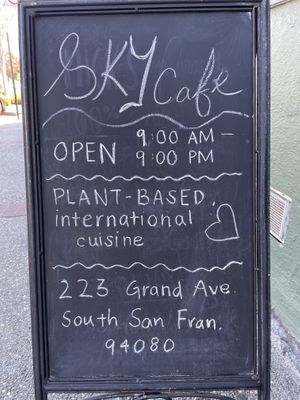 SKY Café
OPEN 9:00 AM –
9:00 PM
PLANT-BASED,
international
cuisine
223 Grand Ave.
South San Fran.
94080